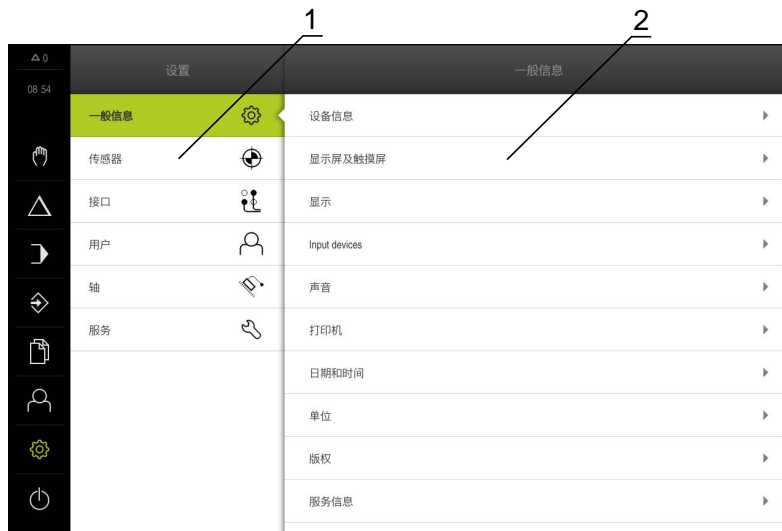 1
2
0
08 54
设置
一般信息
一般信息
传感器
接口
用户
轴
服务
设备信息
显示屏及触摸屏
显示
Input devices
声音
打印机
日期和时间
单位
版权
服务信息